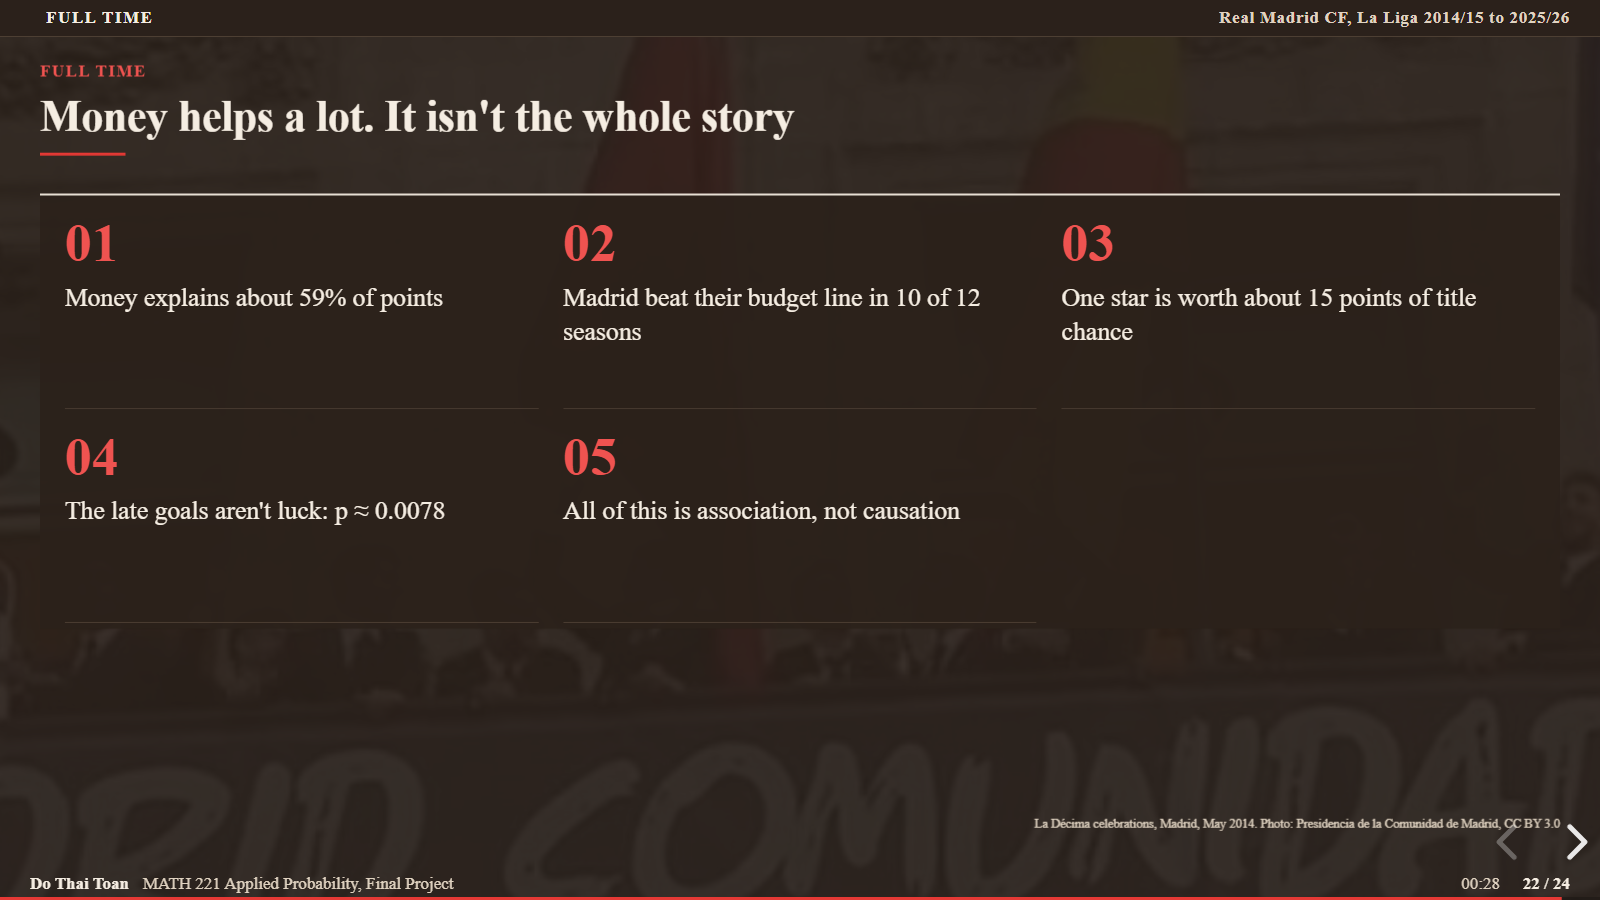 FULL TIME
Real Madrid CF, La Liga 2014/15 to 2025/26
FULL TIME
Money helps a lot. It isn't the whole story
01
Money explains about 59% of points
02
Madrid beat their budget line in 10 of 12
seasons
03
One star is worth about 15 points of title
chance
04
The late goals aren't luck: p ≈ 0.0078
05
All of this is association, not causation
DRID COMUNIDAD
La Décima celebrations, Madrid, May 2014. Photo: Presidencia de la Comunidad de Madrid, CC BY 3.0
Do Thai Toan MATH 221 Applied Probability, Final Project
00:28 22 / 24